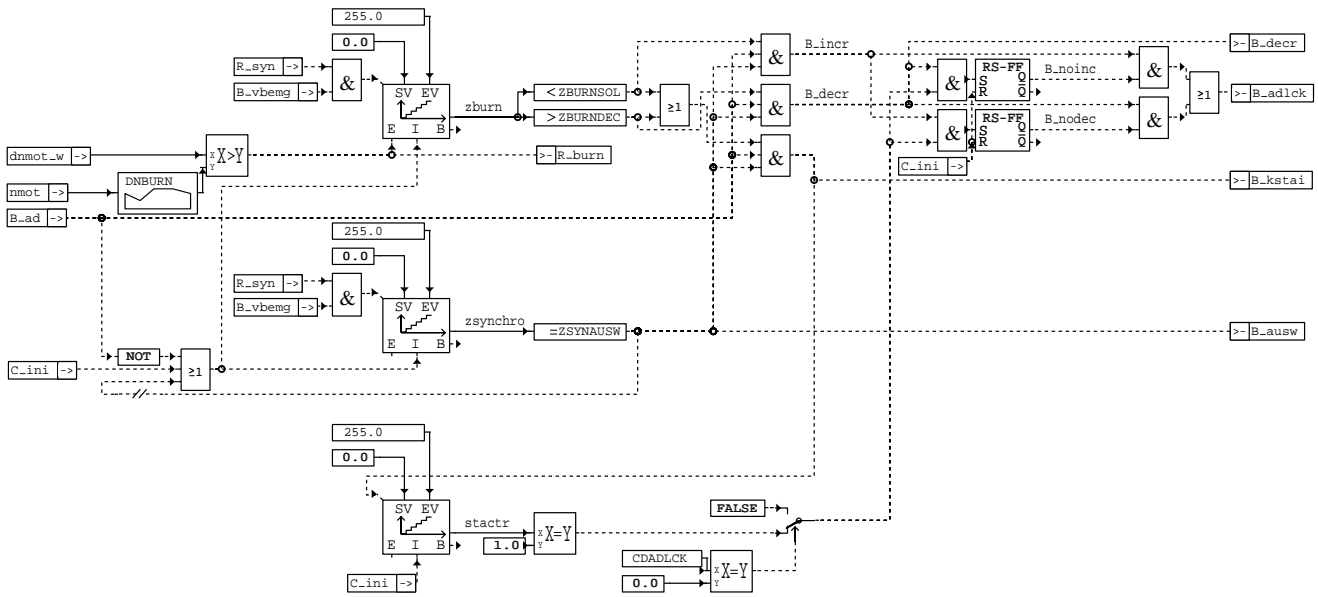 255.0
0.0
R_syn ->
B_vbemg ->
&
SV EV
E I B
zburn
<ZBURNSOL
>ZBURNDEC
≥1
&
B_incr
&
B_decr
&
RS-FF
S Q
R Q
B_noinc
&
&
RS-FF
S Q
R Q
B_nodec
&
&
≥1
C_ini ->
>- B_decr
>- B_adlck
>- B_kstai
dnmot_w ->
X
Y
X>Y
>- R_burn
nmot ->
DNBURN
B_ad ->
255.0
0.0
R_syn ->
B_vbemg ->
&
SV EV
E I B
zsynchro
=ZSYNAUSW
>- B_ausw
NOT
C_ini ->
≥1
255.0
0.0
SV EV
E I B
stactr
1.0
X
Y
X=Y
C_ini ->
FALSE
CDADLCK
0.0
X
Y
X=Y